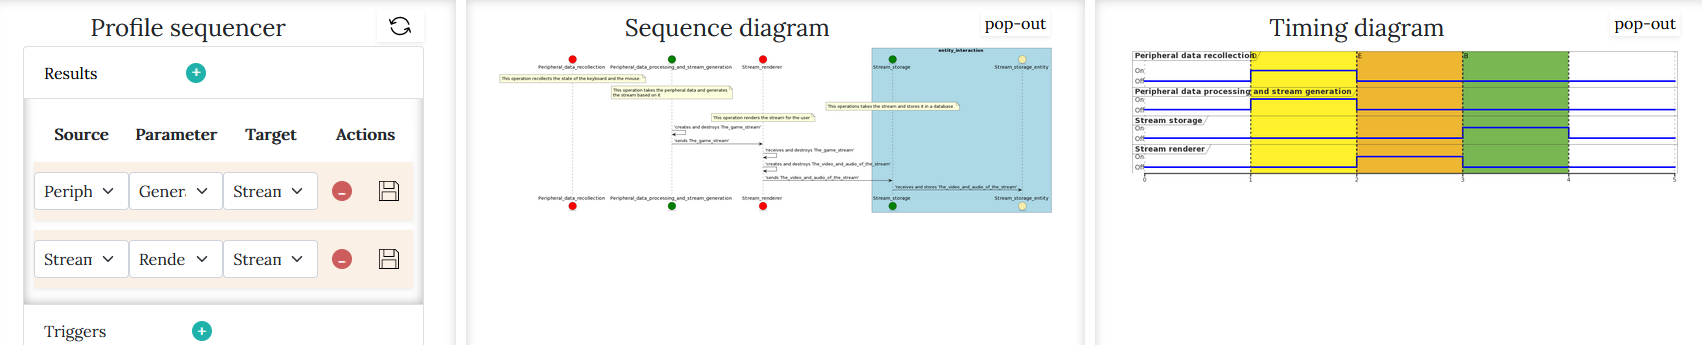 Profile sequencer
Results
Source Parameter Target Actions
Periph Gener. Strean
Strean Rende Strean
Triggers
Sequence diagram
pop-out
entity_interaction
Peripheral_data_recollection Peripheral_data_processing_and_stream_generation Stream_renderer Stream_storage Stream_storage_entity
This operation recollects the state of the keyboard and the mouse.
This operation takes the peripheral data and generates
the stream based on it
This operations takes the stream and stores it in a database
This operation renders the stream for the user
'creates and destroys The_game_stream'
'sends The_game_stream'
'receives and destroys The_game_stream'
'creates and destroys The_video_and_audio_of_the_stream'
'sends The_video_and_audio_of_the_stream'
'receives and stores The_video_and_audio_of_the_stream'
Peripheral_data_recollection Peripheral_data_processing_and_stream_generation Stream_renderer Stream_storage Stream_storage_entity
Timing diagram
pop-out
Peripheral data recollection
E
B
On
Off
Peripheral data processing and stream generation
On
Off
Stream storage
On
Off
Stream renderer
On
Off
0 1 2 3 4 5